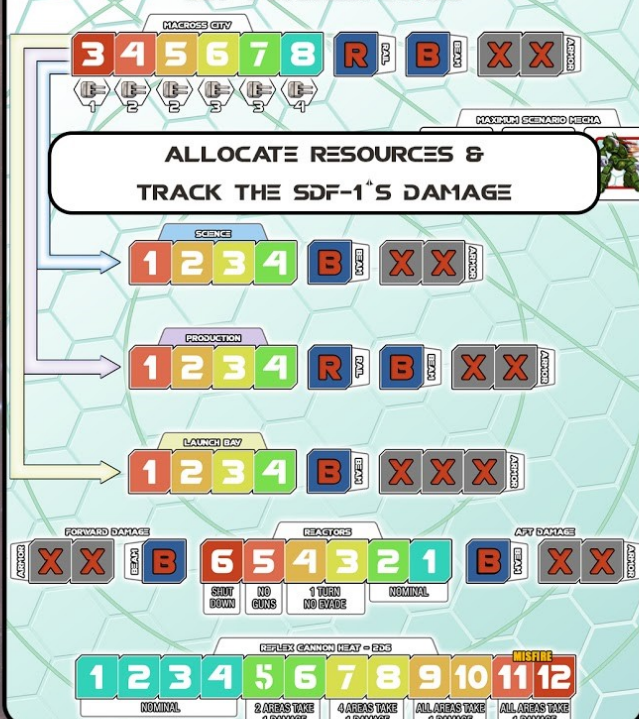 MACROSS CITY
3 4 5 6 7 8 R RAIL B BEAM X X ARMOR
1 2 2 3 3 4
MAXIMUM SCENARIO MECHA
ALLOCATE RESOURCES &
TRACK THE SDF-1'S DAMAGE
SCIENCE
1 2 3 4 B BEAM X X ARMOR
PRODUCTION
1 2 3 4 R RAIL B BEAM X X ARMOR
LAUNCH BAY
1 2 3 4 B BEAM X X X ARMOR
FORWARD DAMAGE REACTORS AFT DAMAGE
ARMOR X X BEAM B 6 5 4 3 2 1 B BEAM X X ARMOR
SHUT DOWN NO GUNS 1 TURN NO EVADE NOMINAL
REFLEX CANNON HEAT - 2D6
MISFIRE
1 2 3 4 5 6 7 8 9 10 11 12
NOMINAL 2 AREAS TAKE 4 AREAS TAKE ALL AREAS TAKE ALL AREAS TAKE